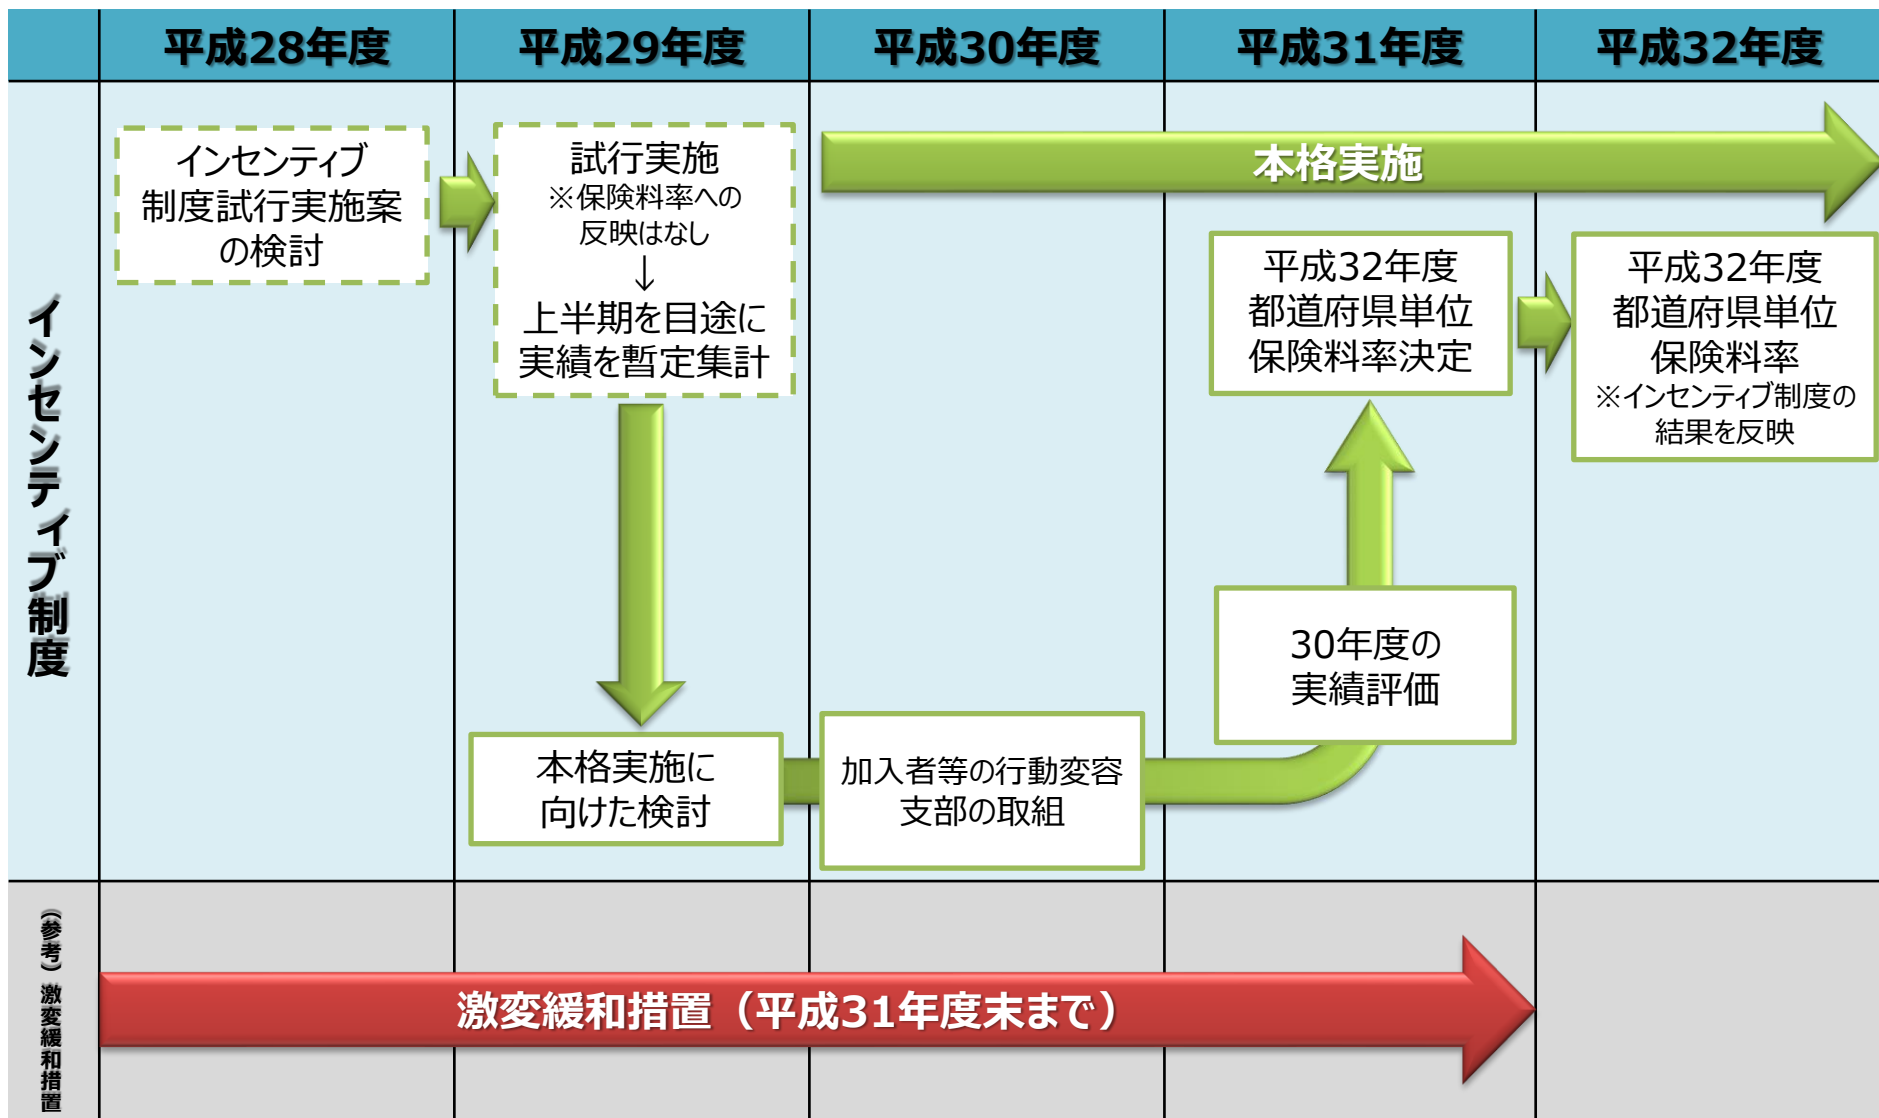 平成28年度
平成29年度
平成30年度
平成31年度
平成32年度
インセンティブ制度
インセンティブ
制度試行実施案
の検討
試行実施
※保険料率への
反映はなし
↓
上半期を目途に
実績を暫定集計
本格実施に
向けた検討
本格実施
加入者等の行動変容
支部の取組
30年度の
実績評価
平成32年度
都道府県単位
保険料率決定
平成32年度
都道府県単位
保険料率
※インセンティブ制度の
結果を反映
（参考）激変緩和措置
激変緩和措置（平成31年度末まで）